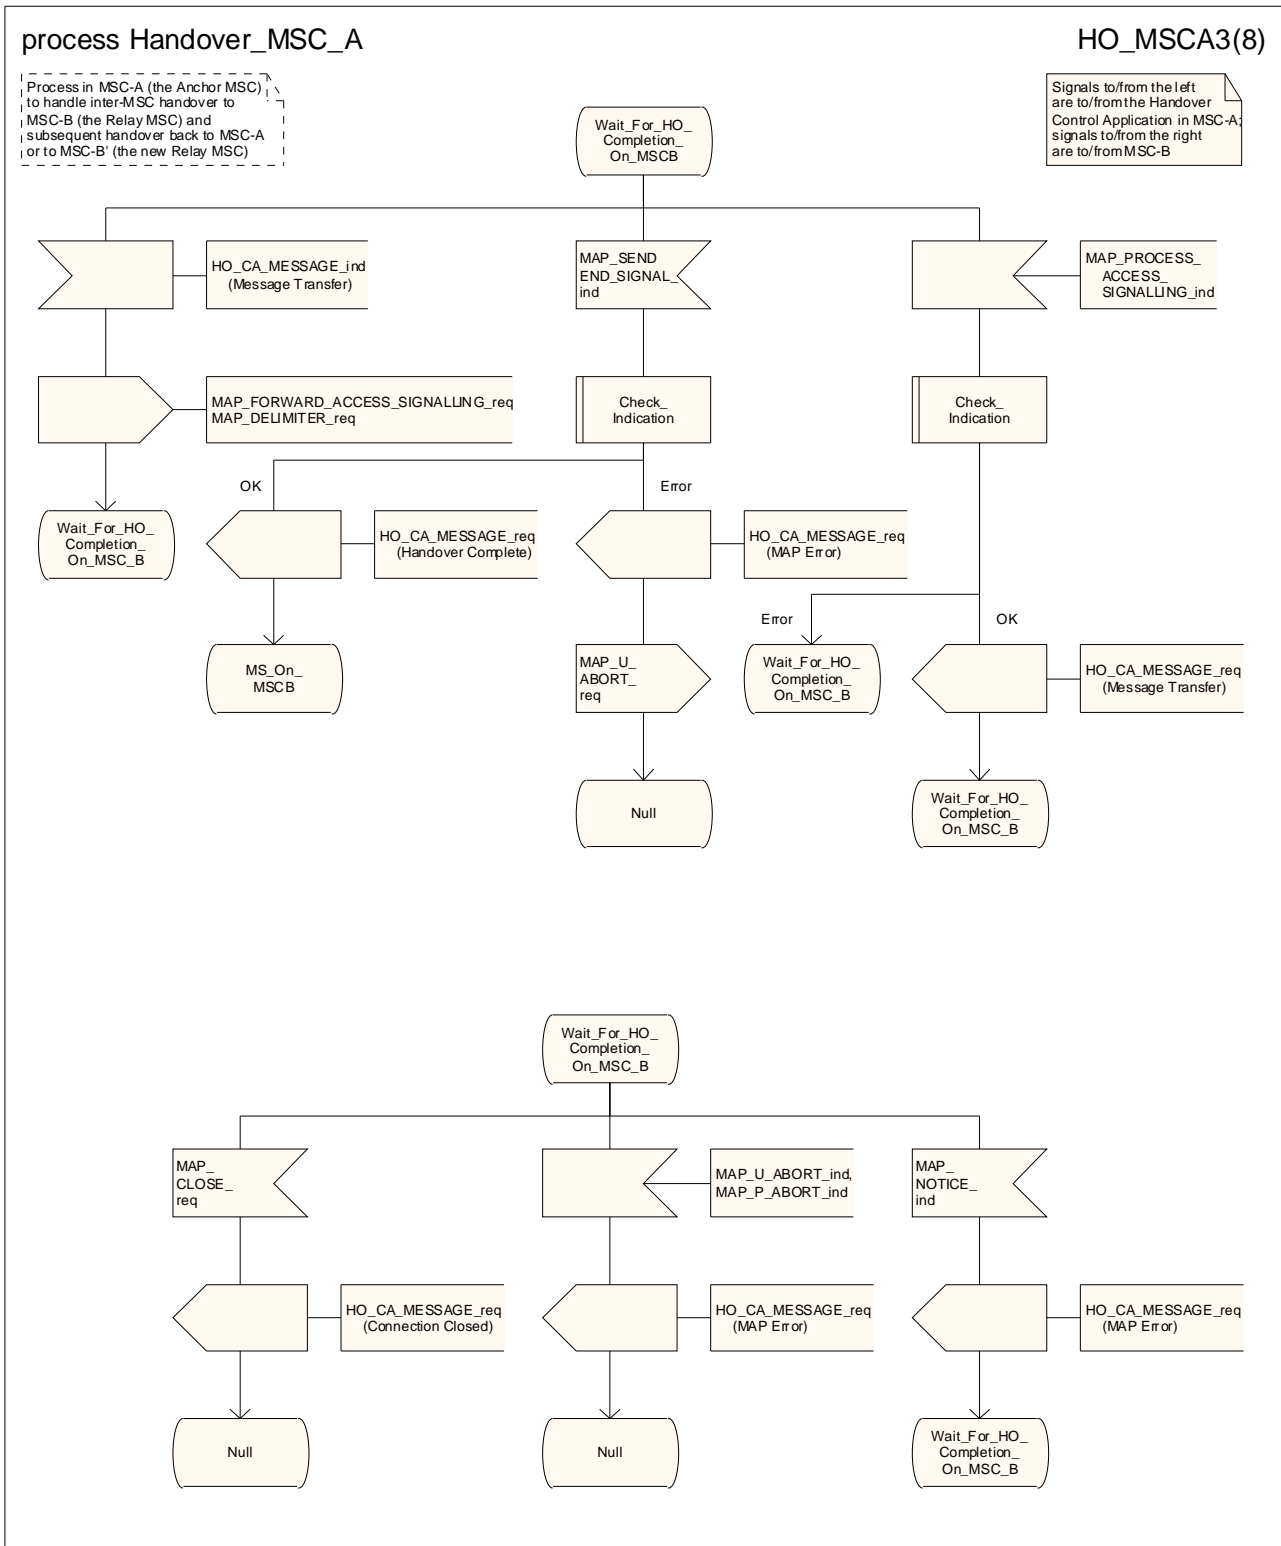 process Handover_MSC_A
HO_MSCA3(8)
Process in MSC-A (the Anchor MSC)
to handle inter-MSC handover to
MSC-B (the Relay MSC) and
subsequent handover back to MSC-A
or to MSC-B' (the new Relay MSC)
Signals to/from the left
are to/from the Handover
Control Application in MSC-A;
signals to/from the right
are to/from MSC-B
Wait_For_HO_
Completion_
On_MSCB
HO_CA_MESSAGE_ind
(Message Transfer)
MAP_SEND
END_SIGNAL_
ind
MAP_PROCESS_
ACCESS_
SIGNALLING_ind
MAP_FORWARD_ACCESS_SIGNALLING_req
MAP_DELIMITER_req
Check_
Indication
Check_
Indication
OK
Error
Wait_For_HO_
Completion_
On_MSC_B
HO_CA_MESSAGE_req
(Handover Complete)
HO_CA_MESSAGE_req
(MAP Error)
Error
OK
MS_On_
MSCB
MAP_U_
ABORT_
req
Wait_For_HO_
Completion_
On_MSC_B
HO_CA_MESSAGE_req
(Message Transfer)
Null
Wait_For_HO_
Completion_
On_MSC_B
Wait_For_HO_
Completion_
On_MSC_B
MAP_
CLOSE_
req
MAP_U_ABORT_ind,
MAP_P_ABORT_ind
MAP_
NOTICE_
ind
HO_CA_MESSAGE_req
(Connection Closed)
HO_CA_MESSAGE_req
(MAP Error)
HO_CA_MESSAGE_req
(MAP Error)
Null
Null
Wait_For_HO_
Completion_
On_MSC_B